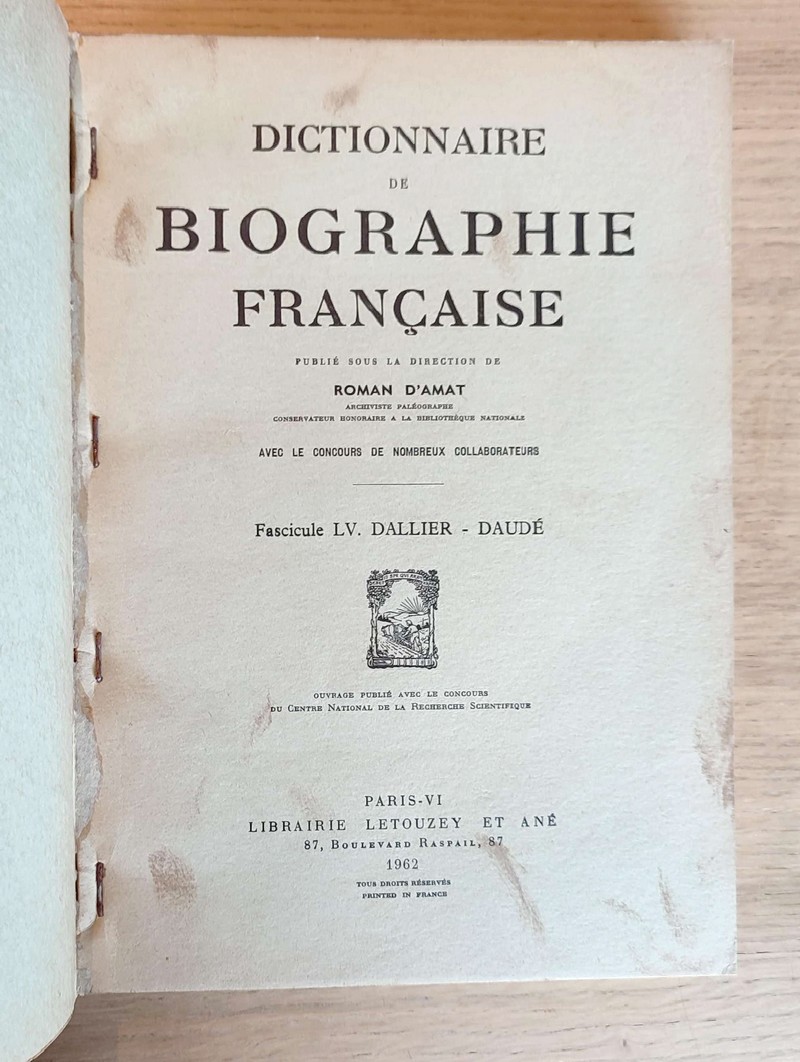 DICTIONNAIRE
DE
BIOGRAPHIE
FRANÇAISE
PUBLIÉ SOUS LA DIRECTION DE
ROMAN D'AMAT
ARCHIVISTE PALÉOGRAPHE
CONSERVATEUR HONORAIRE A LA BIBLIOTHÈQUE NATIONALE
AVEC LE CONCOURS DE NOMBREUX COLLABORATEURS
Fascicule LV. DALLIER - DAUDÉ
OUVRAGE PUBLIÉ AVEC LE CONCOURS
DU CENTRE NATIONAL DE LA RECHERCHE SCIENTIFIQUE
PARIS-VI
LIBRAIRIE LETOUZEY ET ANÉ
87, BOULEVARD RASPAIL, 87
1962
TOUS DROITS RÉSERVÉS
PRINTED IN FRANCE